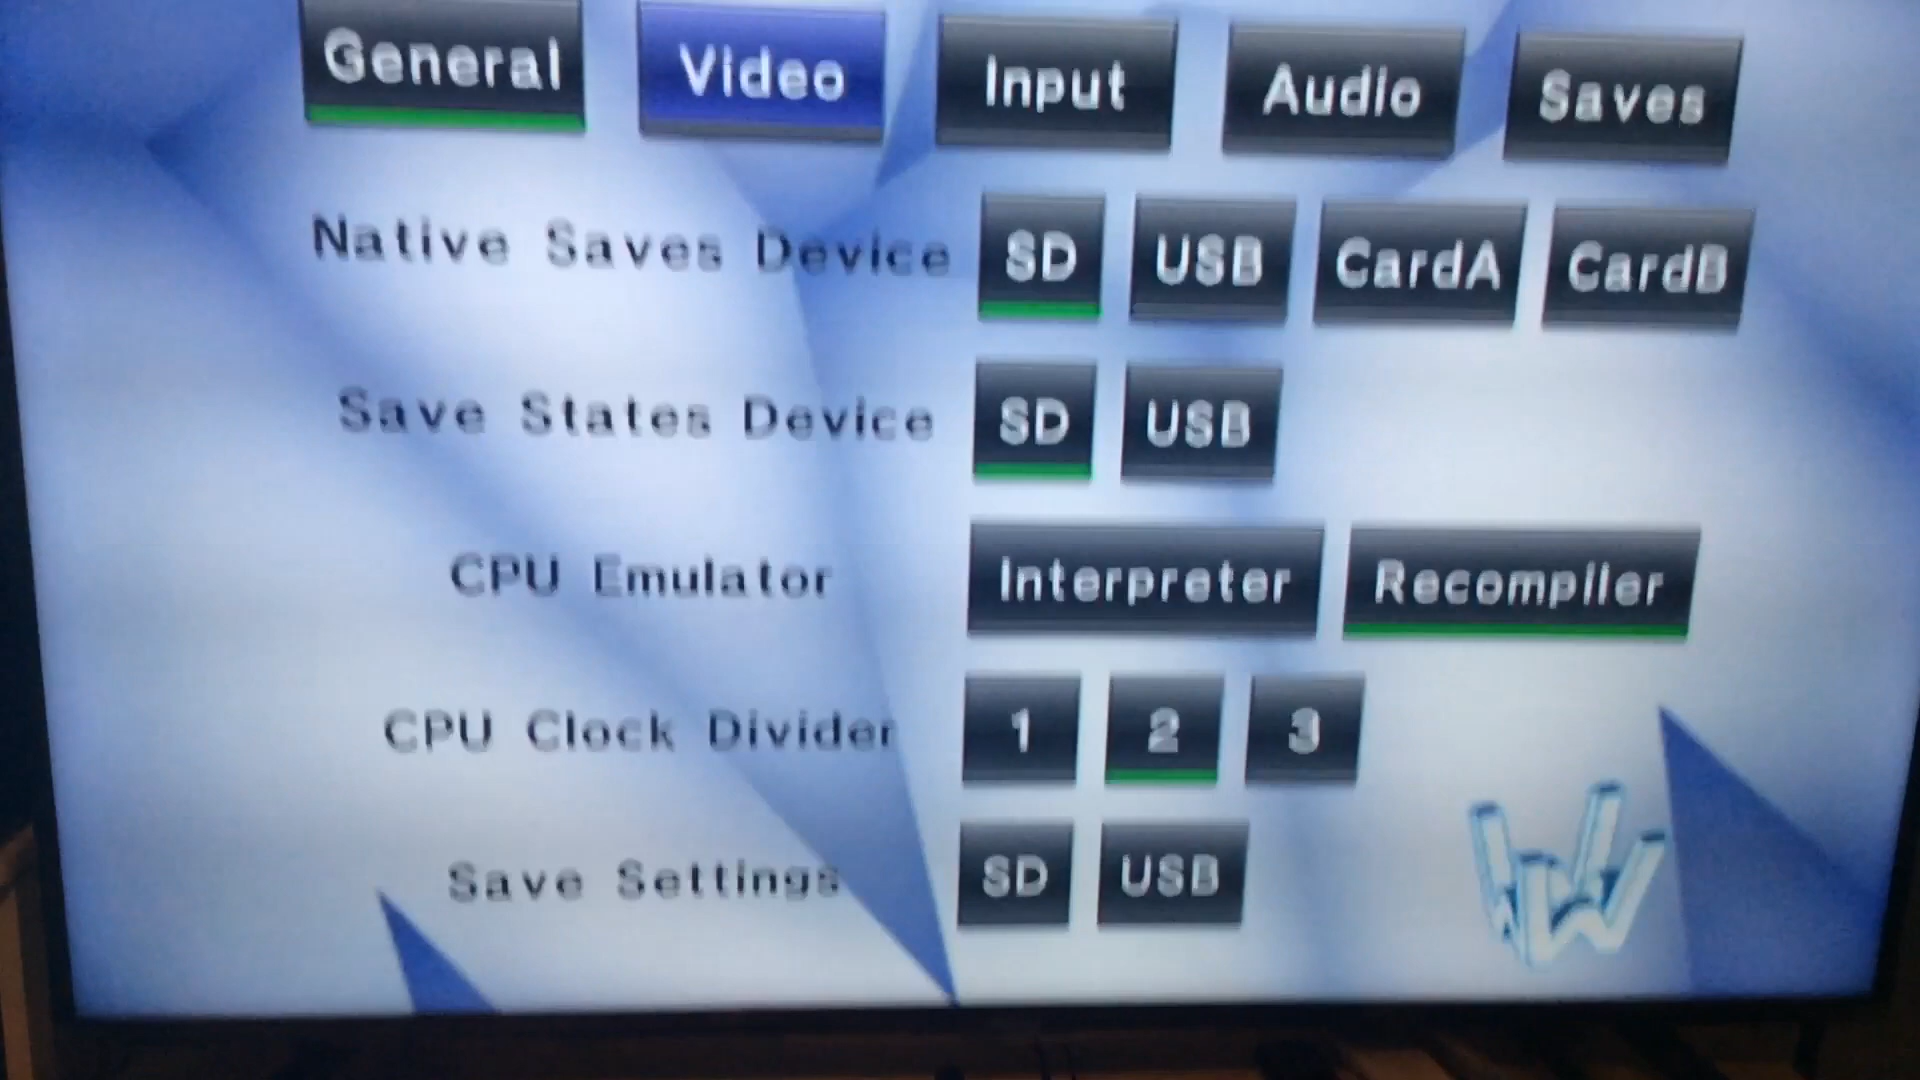 General Video Input Audio Saves
Native Saves Device SD USB CardA CardB
Save States Device SD USB
CPU Emulator Interpreter Recompiler
CPU Clock Divider 1 2 3
Save Settings SD USB